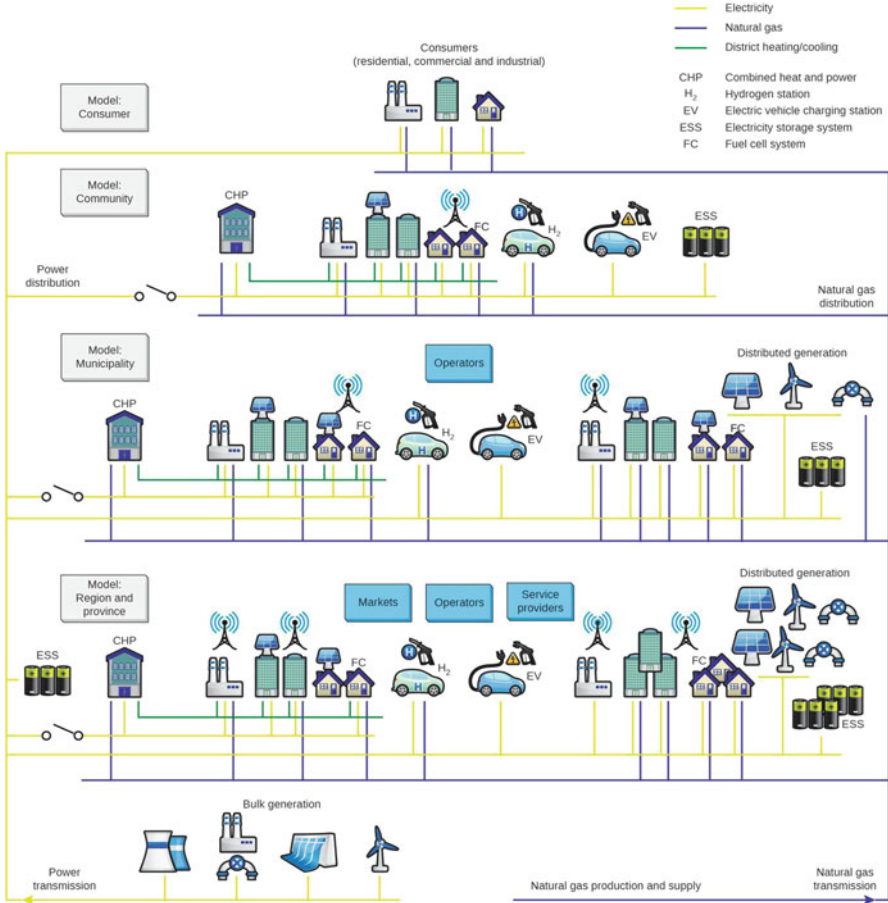 Electricity
Natural gas
District heating/cooling
CHP Combined heat and power
H2 Hydrogen station
EV Electric vehicle charging station
ESS Electricity storage system
FC Fuel cell system
Consumers
(residential, commercial and industrial)
Model:
Consumer
Model:
Community
CHP
FC
H
H2
H
EV
ESS
Power
distribution
Natural gas
distribution
Model:
Municipality
Operators
Distributed generation
CHP
FC
H
H2
H
EV
FC
ESS
Model:
Region and
province
Markets
Operators
Service
providers
Distributed generation
ESS
CHP
FC
H
H2
H
EV
FC
ESS
Bulk generation
Power
transmission
Natural gas production and supply
Natural gas
transmission